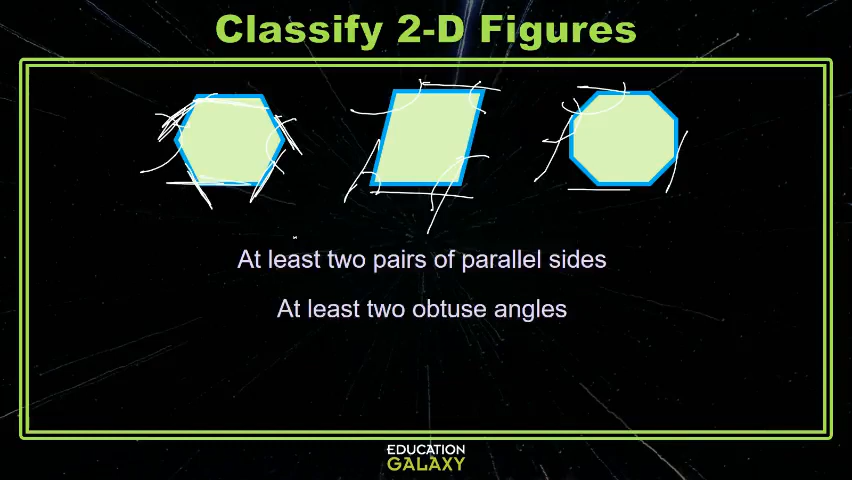 Classify 2-D Figures
At least two pairs of parallel sides
At least two obtuse angles
EDUCATION
GALAXY